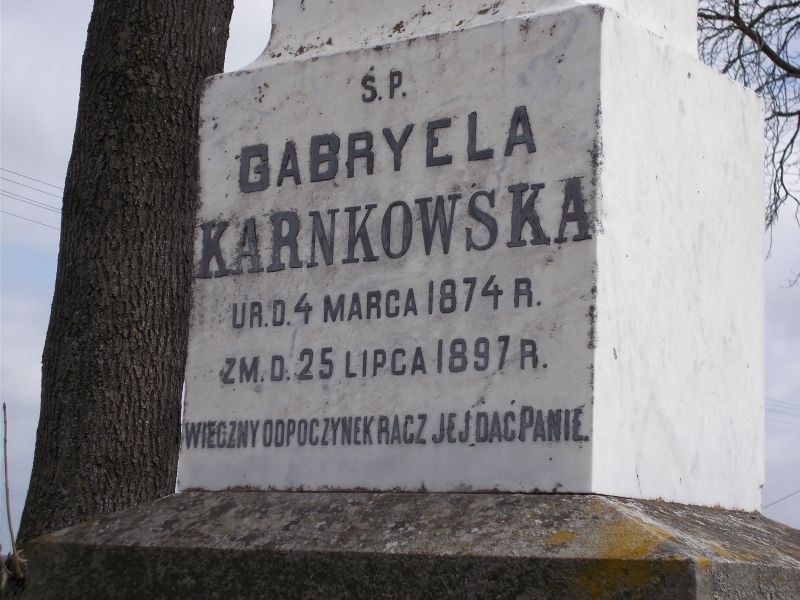 Ś.P.
GABRYELA
KARNKOWSKA
UR. D. 4 MARCA 1874 R.
ZM. D. 25 LIPCA 1897 R.
WIECZNY ODPOCZYNEK RACZ JEJ DAĆ PANIE.